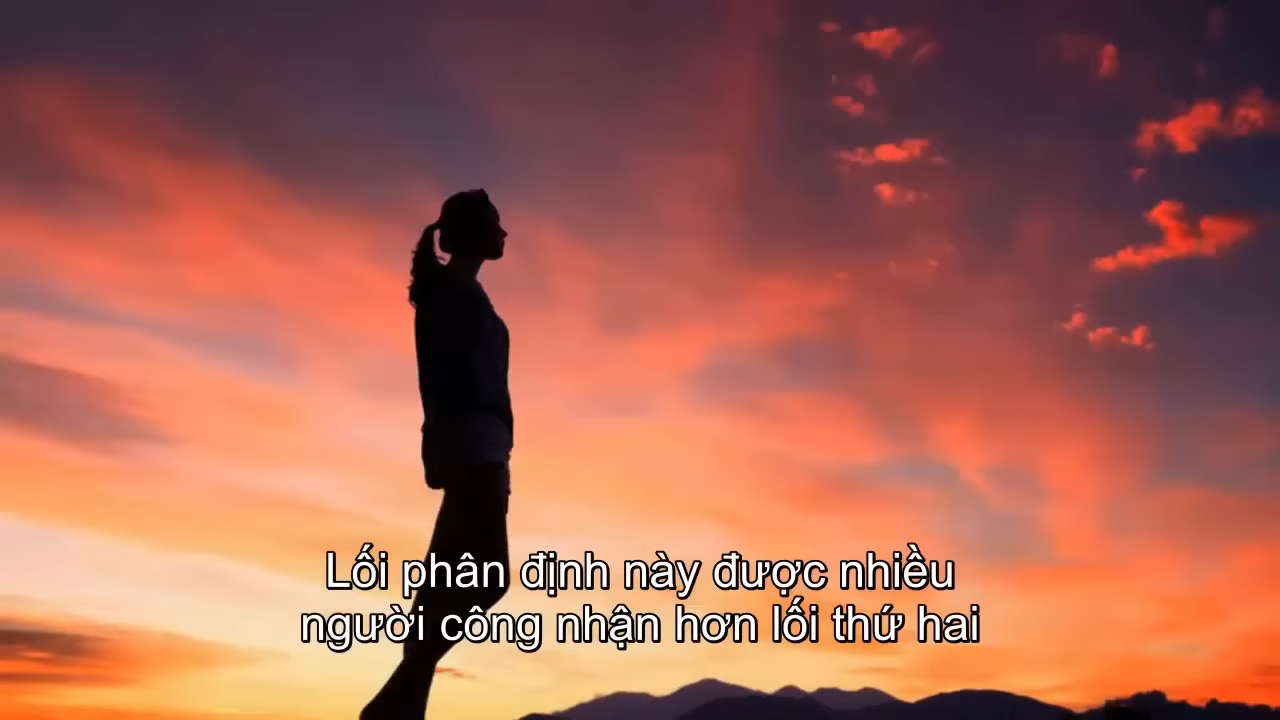 Lối phân định này được nhiều
người công nhận hơn lối thứ hai